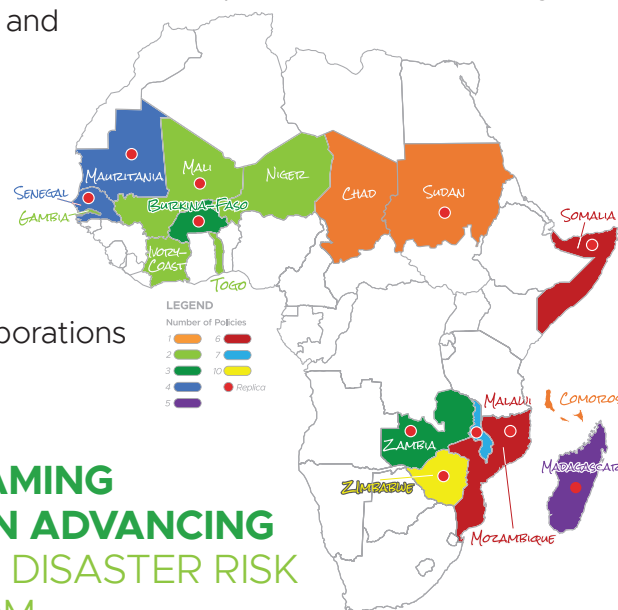 and
MAURITANIA
MALI
NIGER
CHAD
SUDAN
SENEGAL
GAMBIA
BURKINA-FASO
SOMALIA
IVORY-
COAST
TOGO
LEGEND
Number of Policies
1
6
2
7
3
10
4
Replica
5
porations
MALAWI
COMOROS
ZAMBIA
MADAGASCAR
ZIMBABWE
MOZAMBIQUE
AMING
N ADVANCING
DISASTER RISK